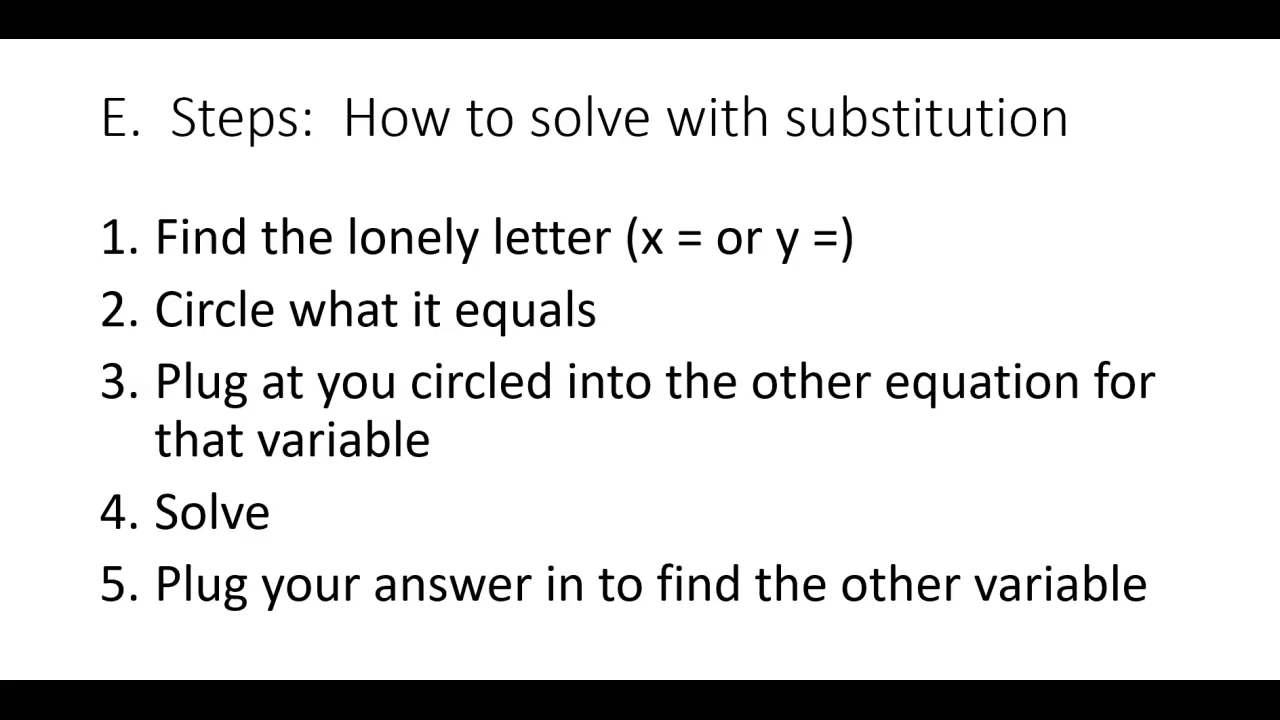 E. Steps: How to solve with substitution
1. Find the lonely letter (x = or y =)
2. Circle what it equals
3. Plug at you circled into the other equation for
that variable
4. Solve
5. Plug your answer in to find the other variable